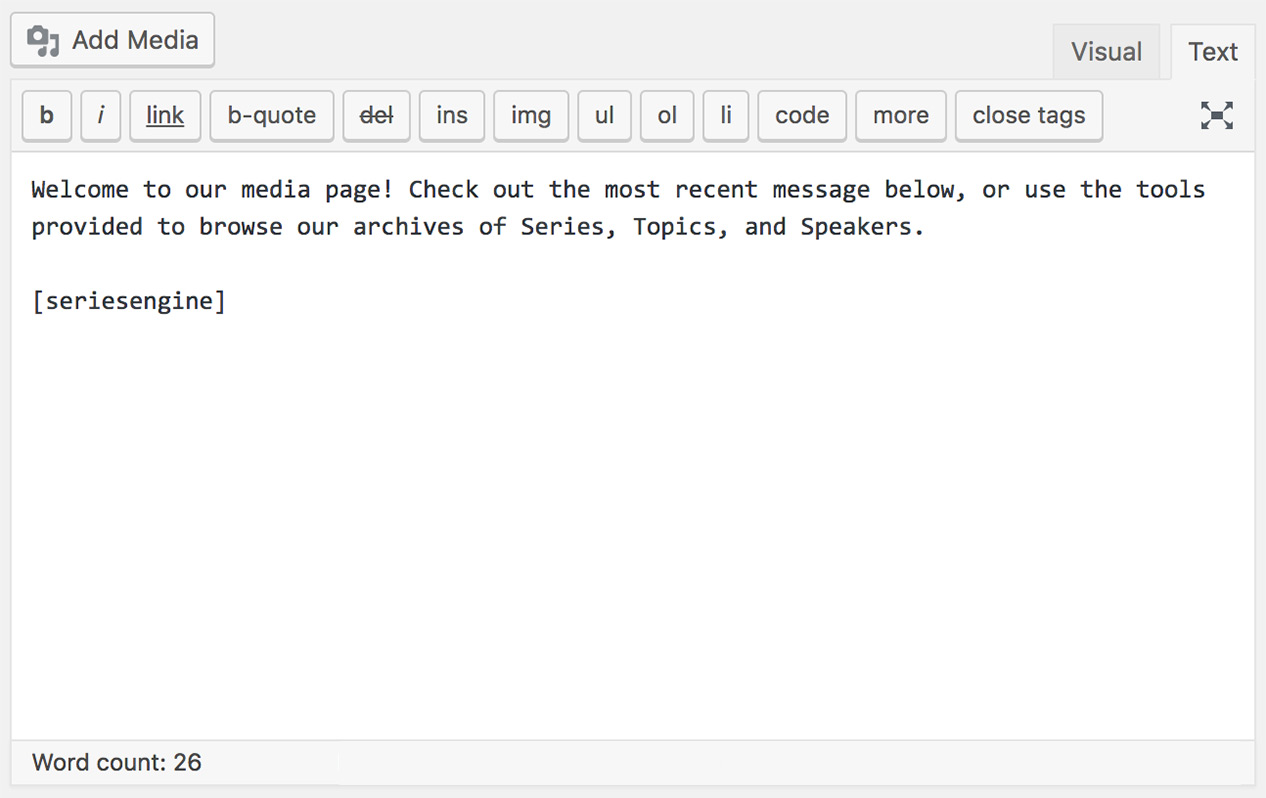 Add Media
Visual Text
b i link b-quote del ins img ul ol li code more close tags
Welcome to our media page! Check out the most recent message below, or use the tools
provided to browse our archives of Series, Topics, and Speakers.
[seriesengine]
Word count: 26